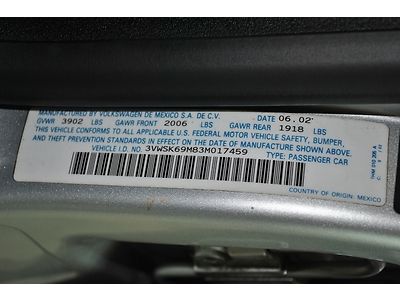 MANUFACTURED BY VOLKSWAGEN DE MEXICO S.A. DE C.V. DATE 06.02
GVWR 3902 LBS GAWR FRONT 2006 LBS GAWR REAR 1918 LBS
THIS VEHICLE CONFORMS TO ALL APPLICABLE U.S. FEDERAL MOTOR VEHICLE SAFETY, BUMPER,
AND THEFT PREVENTION STANDARDS IN EFFECT ON THE DATE OF MANUFACTURE SHOWN ABOVE
VEHICLE I.D. NO. 3VWSK69M83M017459 TYPE: PASSENGER CAR
COUNTRY OF ORIGIN: MEXICO